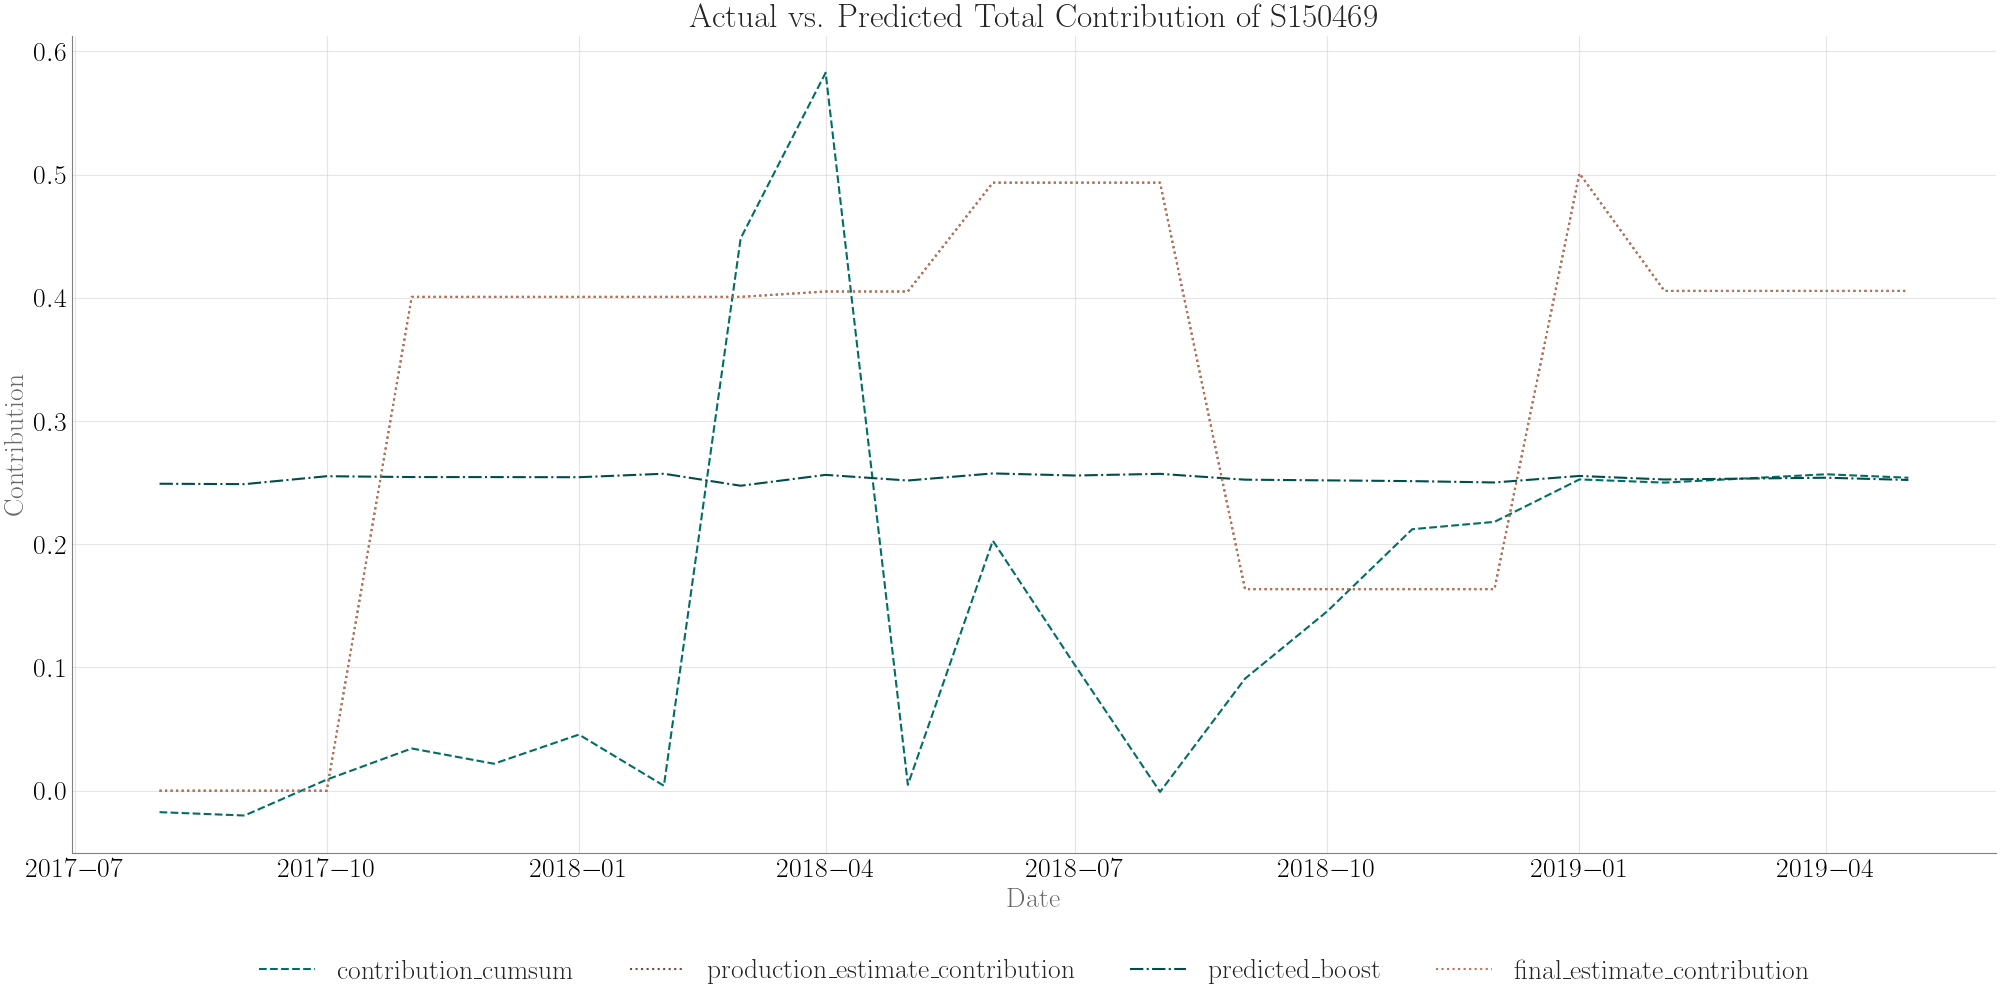 Actual vs. Predicted Total Contribution of S150469
Contribution
0.6
0.5
0.4
0.3
0.2
0.1
0.0
2017−07 2017−10 2018−01 2018−04 2018−07 2018−10 2019−01 2019−04
Date
contribution_cumsum production_estimate_contribution predicted_boost final_estimate_contribution